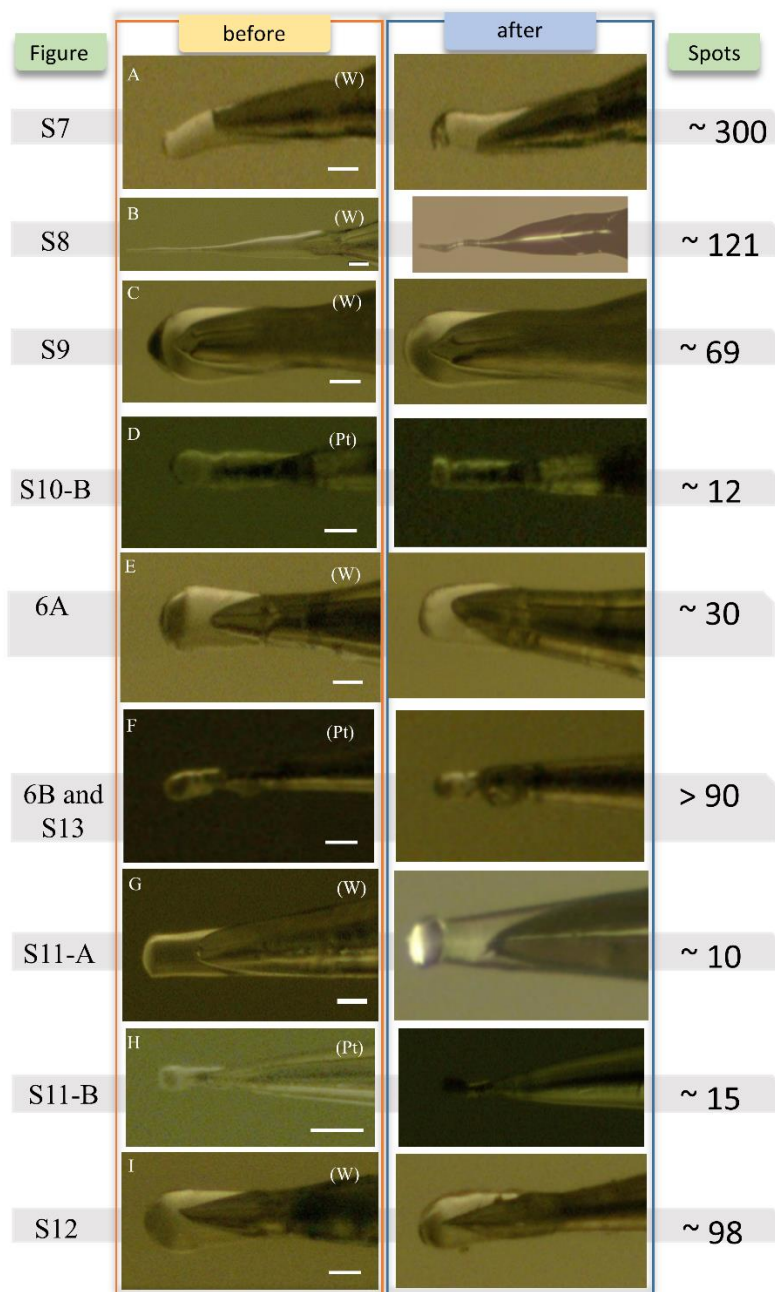 before
after
Figure
Spots
A
(W)
S7
~ 300
B
(W)
S8
~ 121
C
(W)
S9
~ 69
D
(Pt)
S10-B
~ 12
E
(W)
6A
~ 30
F
(Pt)
6B and
S13
> 90
G
(W)
S11-A
~ 10
H
(Pt)
S11-B
~ 15
I
(W)
S12
~ 98